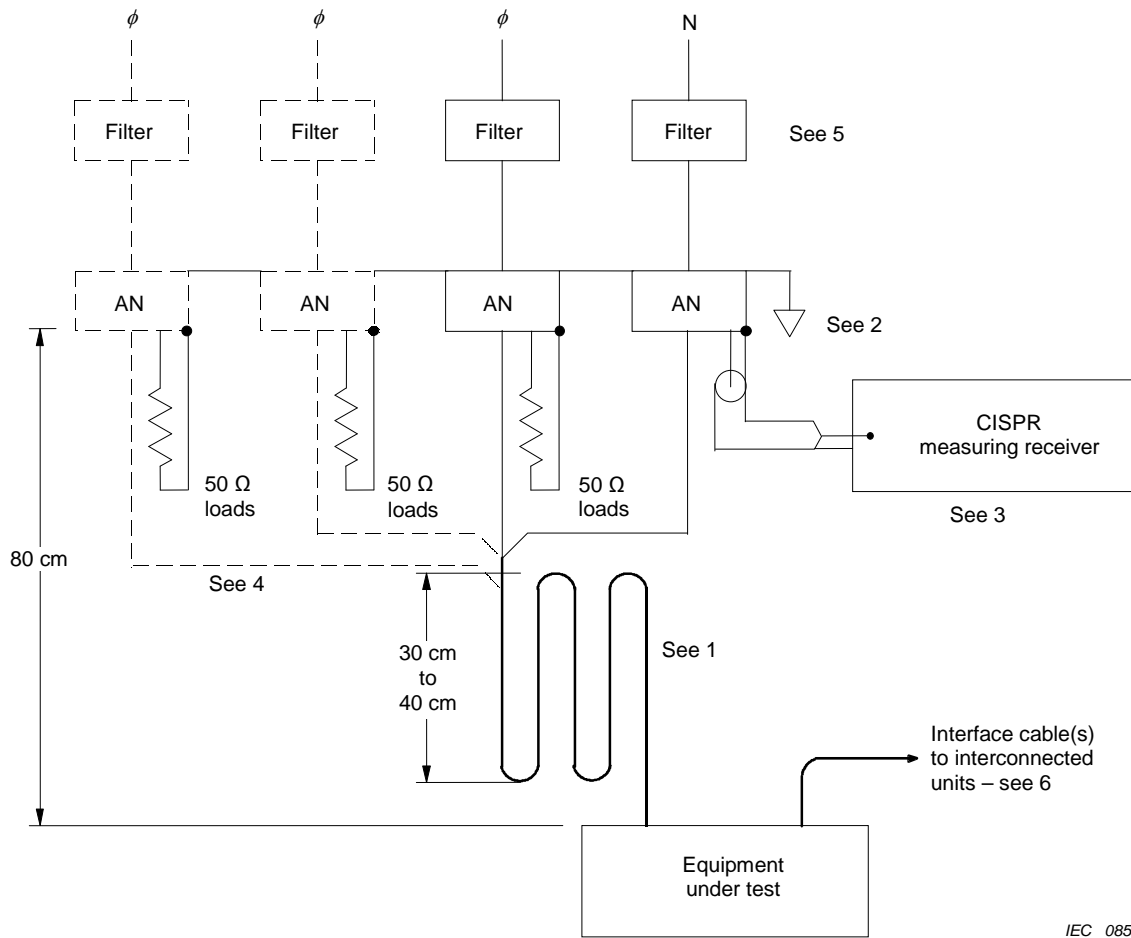 ϕ ϕ ϕ N
Filter Filter Filter Filter See 5
AN AN AN AN
See 2
CISPR
measuring receiver
50 Ω
loads
50 Ω
loads
50 Ω
loads
See 3
80 cm
See 4
30 cm
to
40 cm
See 1
Interface cable(s)
to interconnected
units – see 6
Equipment
under test
IEC 085